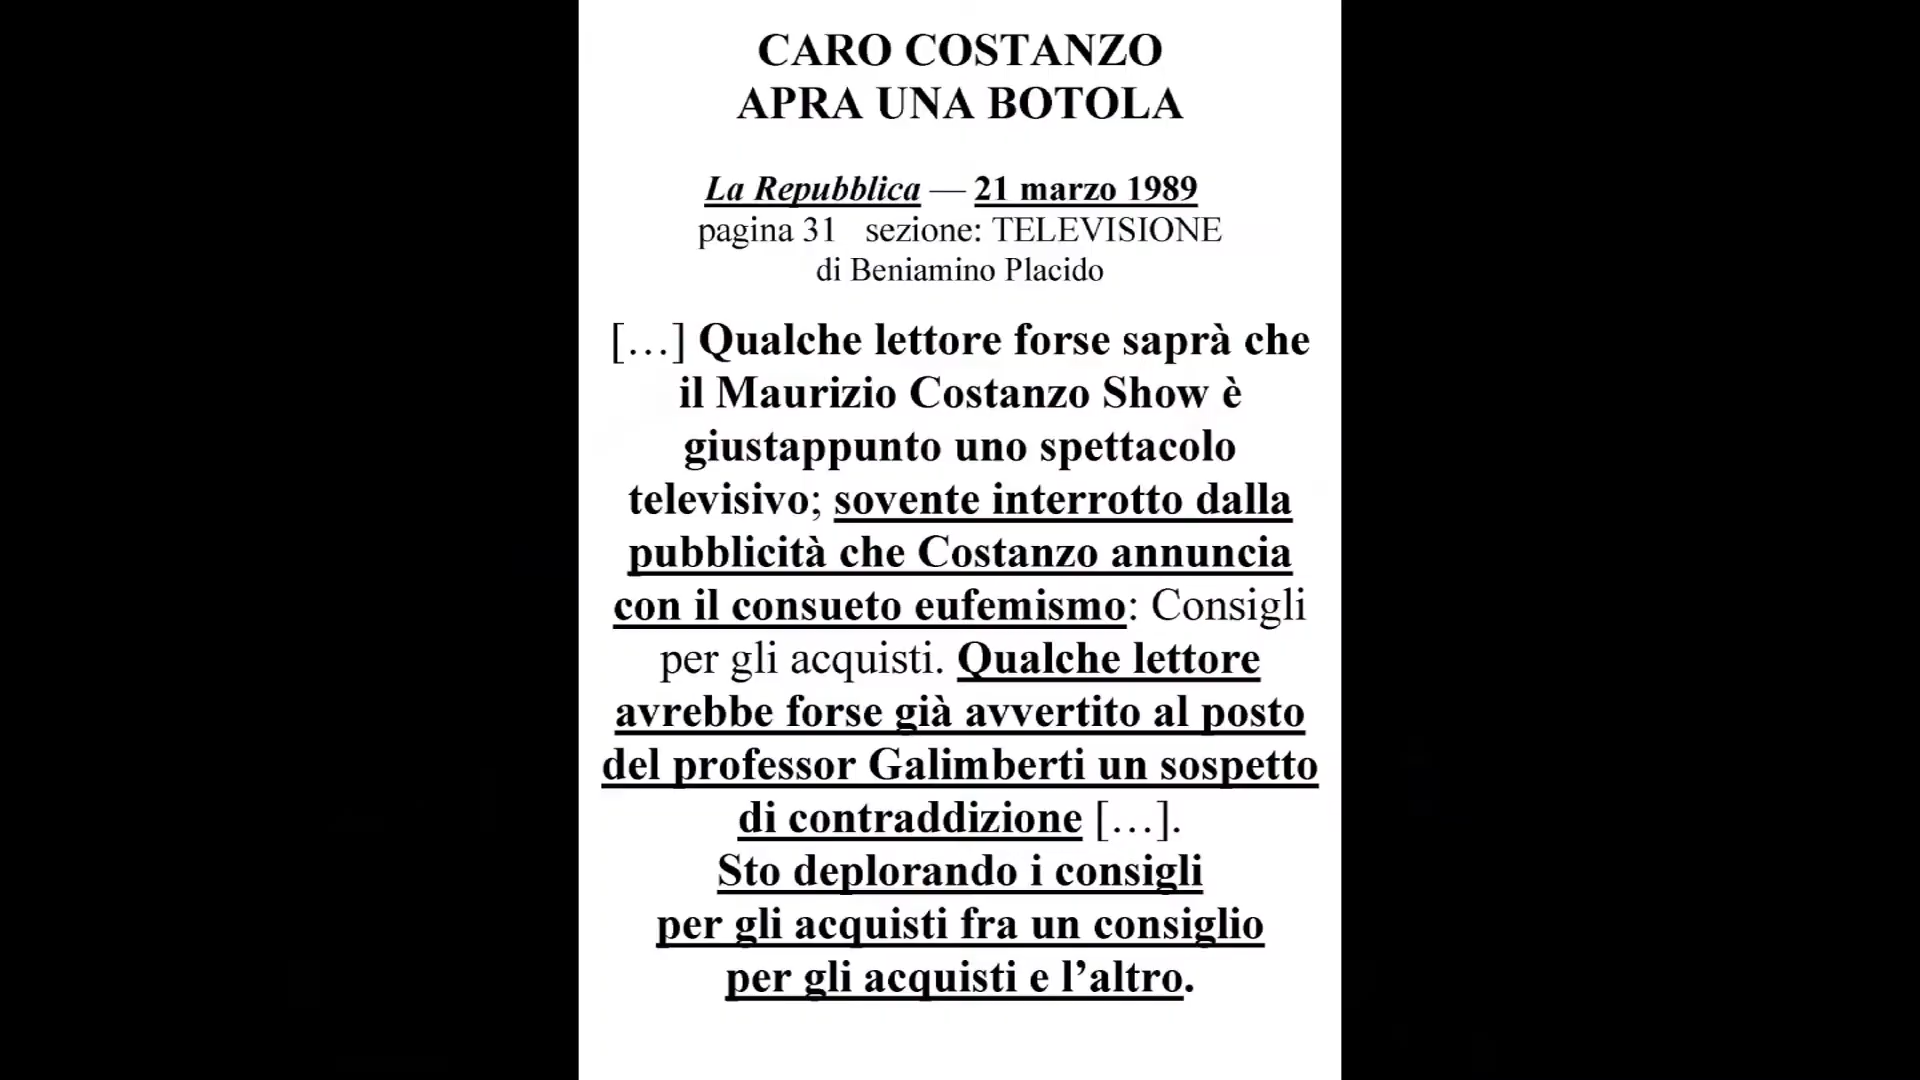 CARO COSTANZO
APRA UNA BOTOLA
La Repubblica — 21 marzo 1989
pagina 31 sezione: TELEVISIONE
di Beniamino Placido
[…] Qualche lettore forse saprà che
il Maurizio Costanzo Show è
giustappunto uno spettacolo
televisivo; sovente interrotto dalla
pubblicità che Costanzo annuncia
con il consueto eufemismo: Consigli
per gli acquisti. Qualche lettore
avrebbe forse già avvertito al posto
del professor Galimberti un sospetto
di contraddizione […].
Sto deplorando i consigli
per gli acquisti fra un consiglio
per gli acquisti e l’altro.